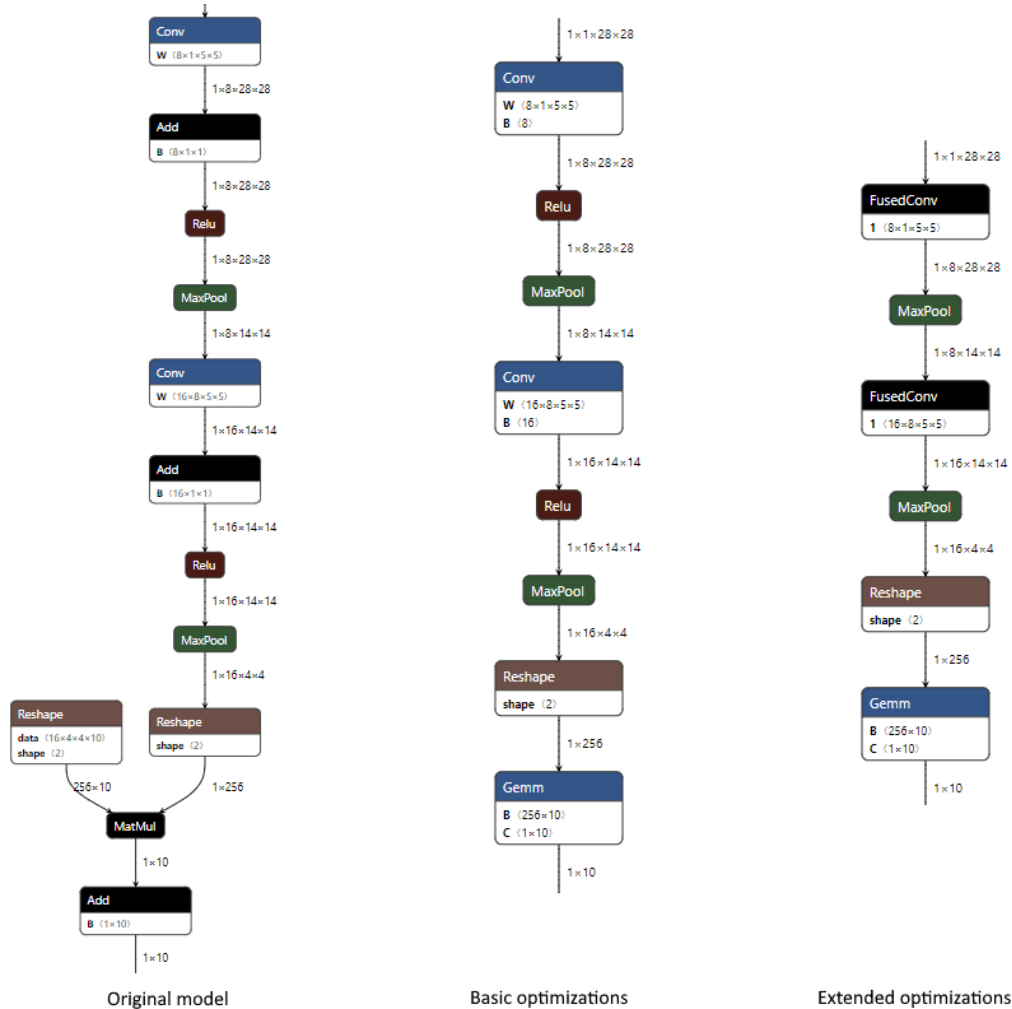 Conv
W ⟨8×1×5×5⟩
1×8×28×28
Add
B ⟨8×1×1⟩
1×8×28×28
Relu
1×8×28×28
MaxPool
1×8×14×14
Conv
W ⟨16×8×5×5⟩
1×16×14×14
Add
B ⟨16×1×1⟩
1×16×14×14
Relu
1×16×14×14
MaxPool
1×16×4×4
Reshape
data ⟨16×4×4×10⟩
shape ⟨2⟩
Reshape
shape ⟨2⟩
256×10
1×256
MatMul
1×10
Add
B ⟨1×10⟩
1×10
Original model
1×1×28×28
Conv
W ⟨8×1×5×5⟩
B ⟨8⟩
1×8×28×28
Relu
1×8×28×28
MaxPool
1×8×14×14
Conv
W ⟨16×8×5×5⟩
B ⟨16⟩
1×16×14×14
Relu
1×16×14×14
MaxPool
1×16×4×4
Reshape
shape ⟨2⟩
1×256
Gemm
B ⟨256×10⟩
C ⟨1×10⟩
1×10
Basic optimizations
1×1×28×28
FusedConv
1 ⟨8×1×5×5⟩
1×8×28×28
MaxPool
1×8×14×14
FusedConv
1 ⟨16×8×5×5⟩
1×16×14×14
MaxPool
1×16×4×4
Reshape
shape ⟨2⟩
1×256
Gemm
B ⟨256×10⟩
C ⟨1×10⟩
1×10
Extended optimizations